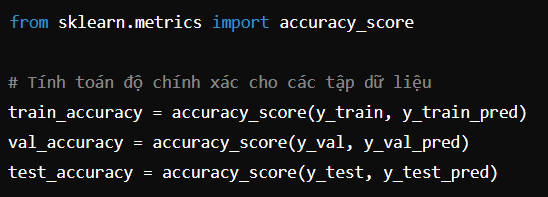 from sklearn.metrics import accuracy_score
# Tính toán độ chính xác cho các tập dữ liệu
train_accuracy = accuracy_score(y_train, y_train_pred)
val_accuracy = accuracy_score(y_val, y_val_pred)
test_accuracy = accuracy_score(y_test, y_test_pred)